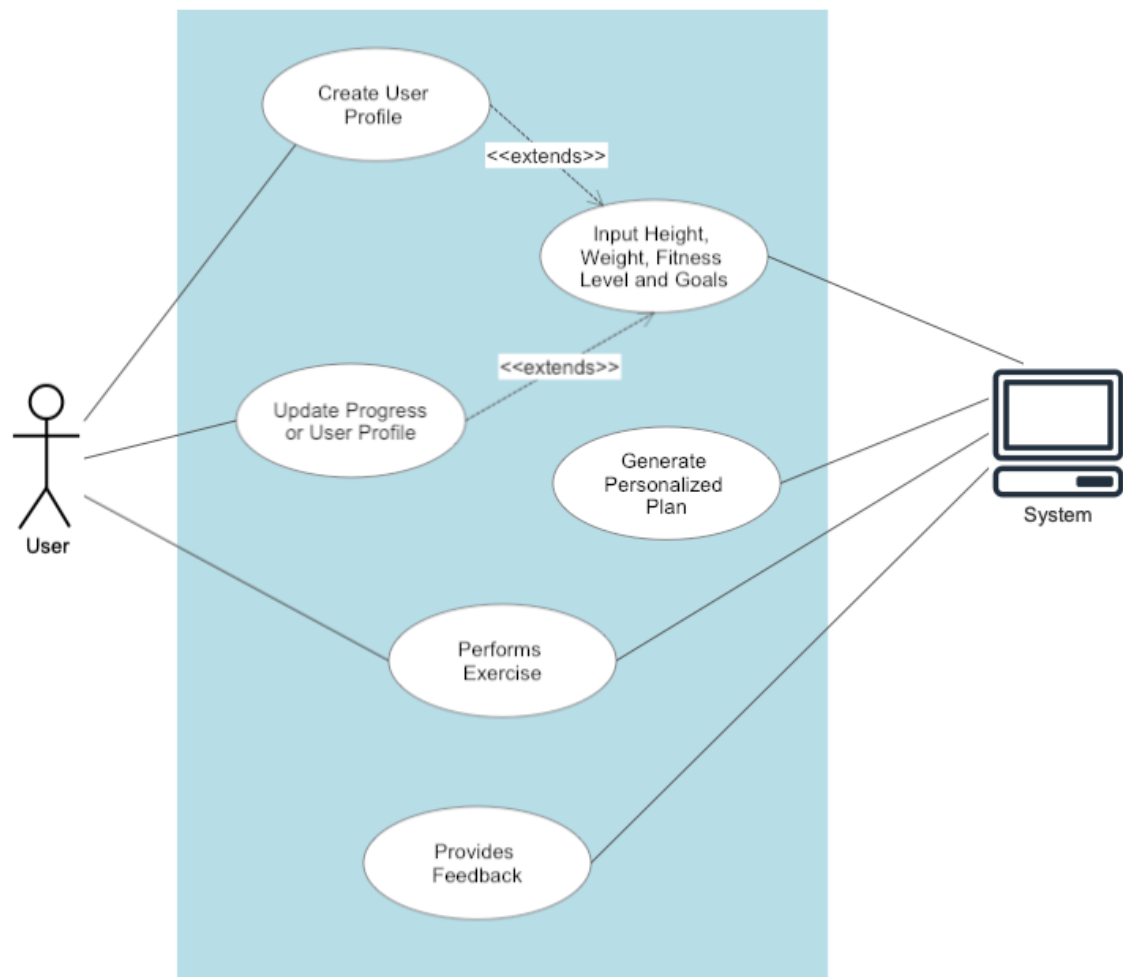 Create User
Profile
<<extends>>
Input Height,
Weight, Fitness
Level and Goals
<<extends>>
Update Progress
or User Profile
Generate
Personalized
Plan
System
User
Performs
Exercise
Provides
Feedback